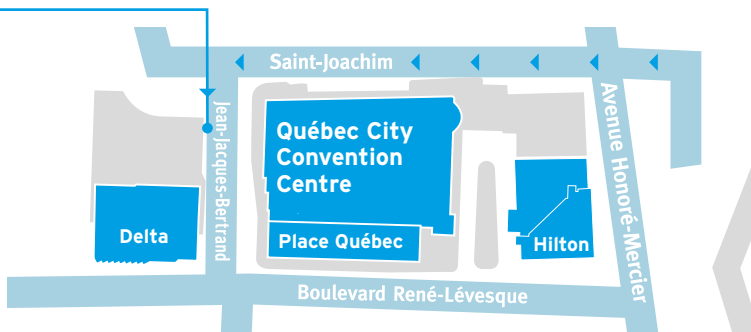 Saint-Joachim
Jean-Jacques-Bertrand
Québec City
Convention
Centre
Avenue Honoré-Mercier
Delta
Place Québec
Hilton
Boulevard René-Lévesque